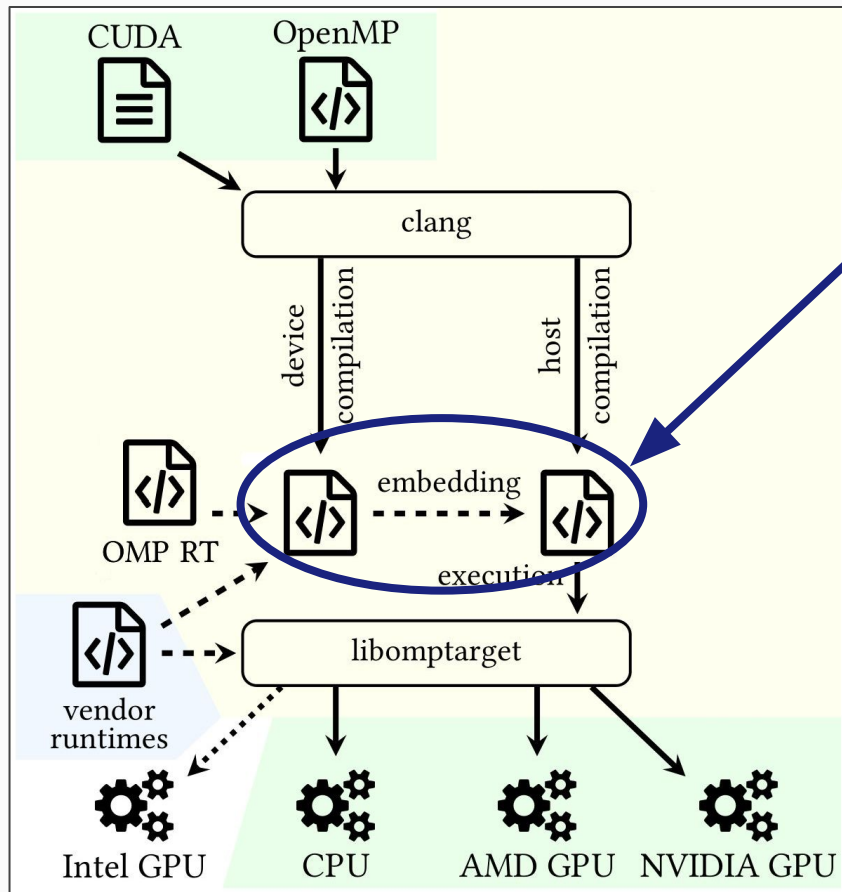 CUDA
OpenMP
</>
clang
device
compilation
host
compilation
</>
OMP RT
</>
embedding
</>
execution
</>
vendor
runtimes
libomptarget
Intel GPU
CPU
AMD GPU
NVIDIA GPU